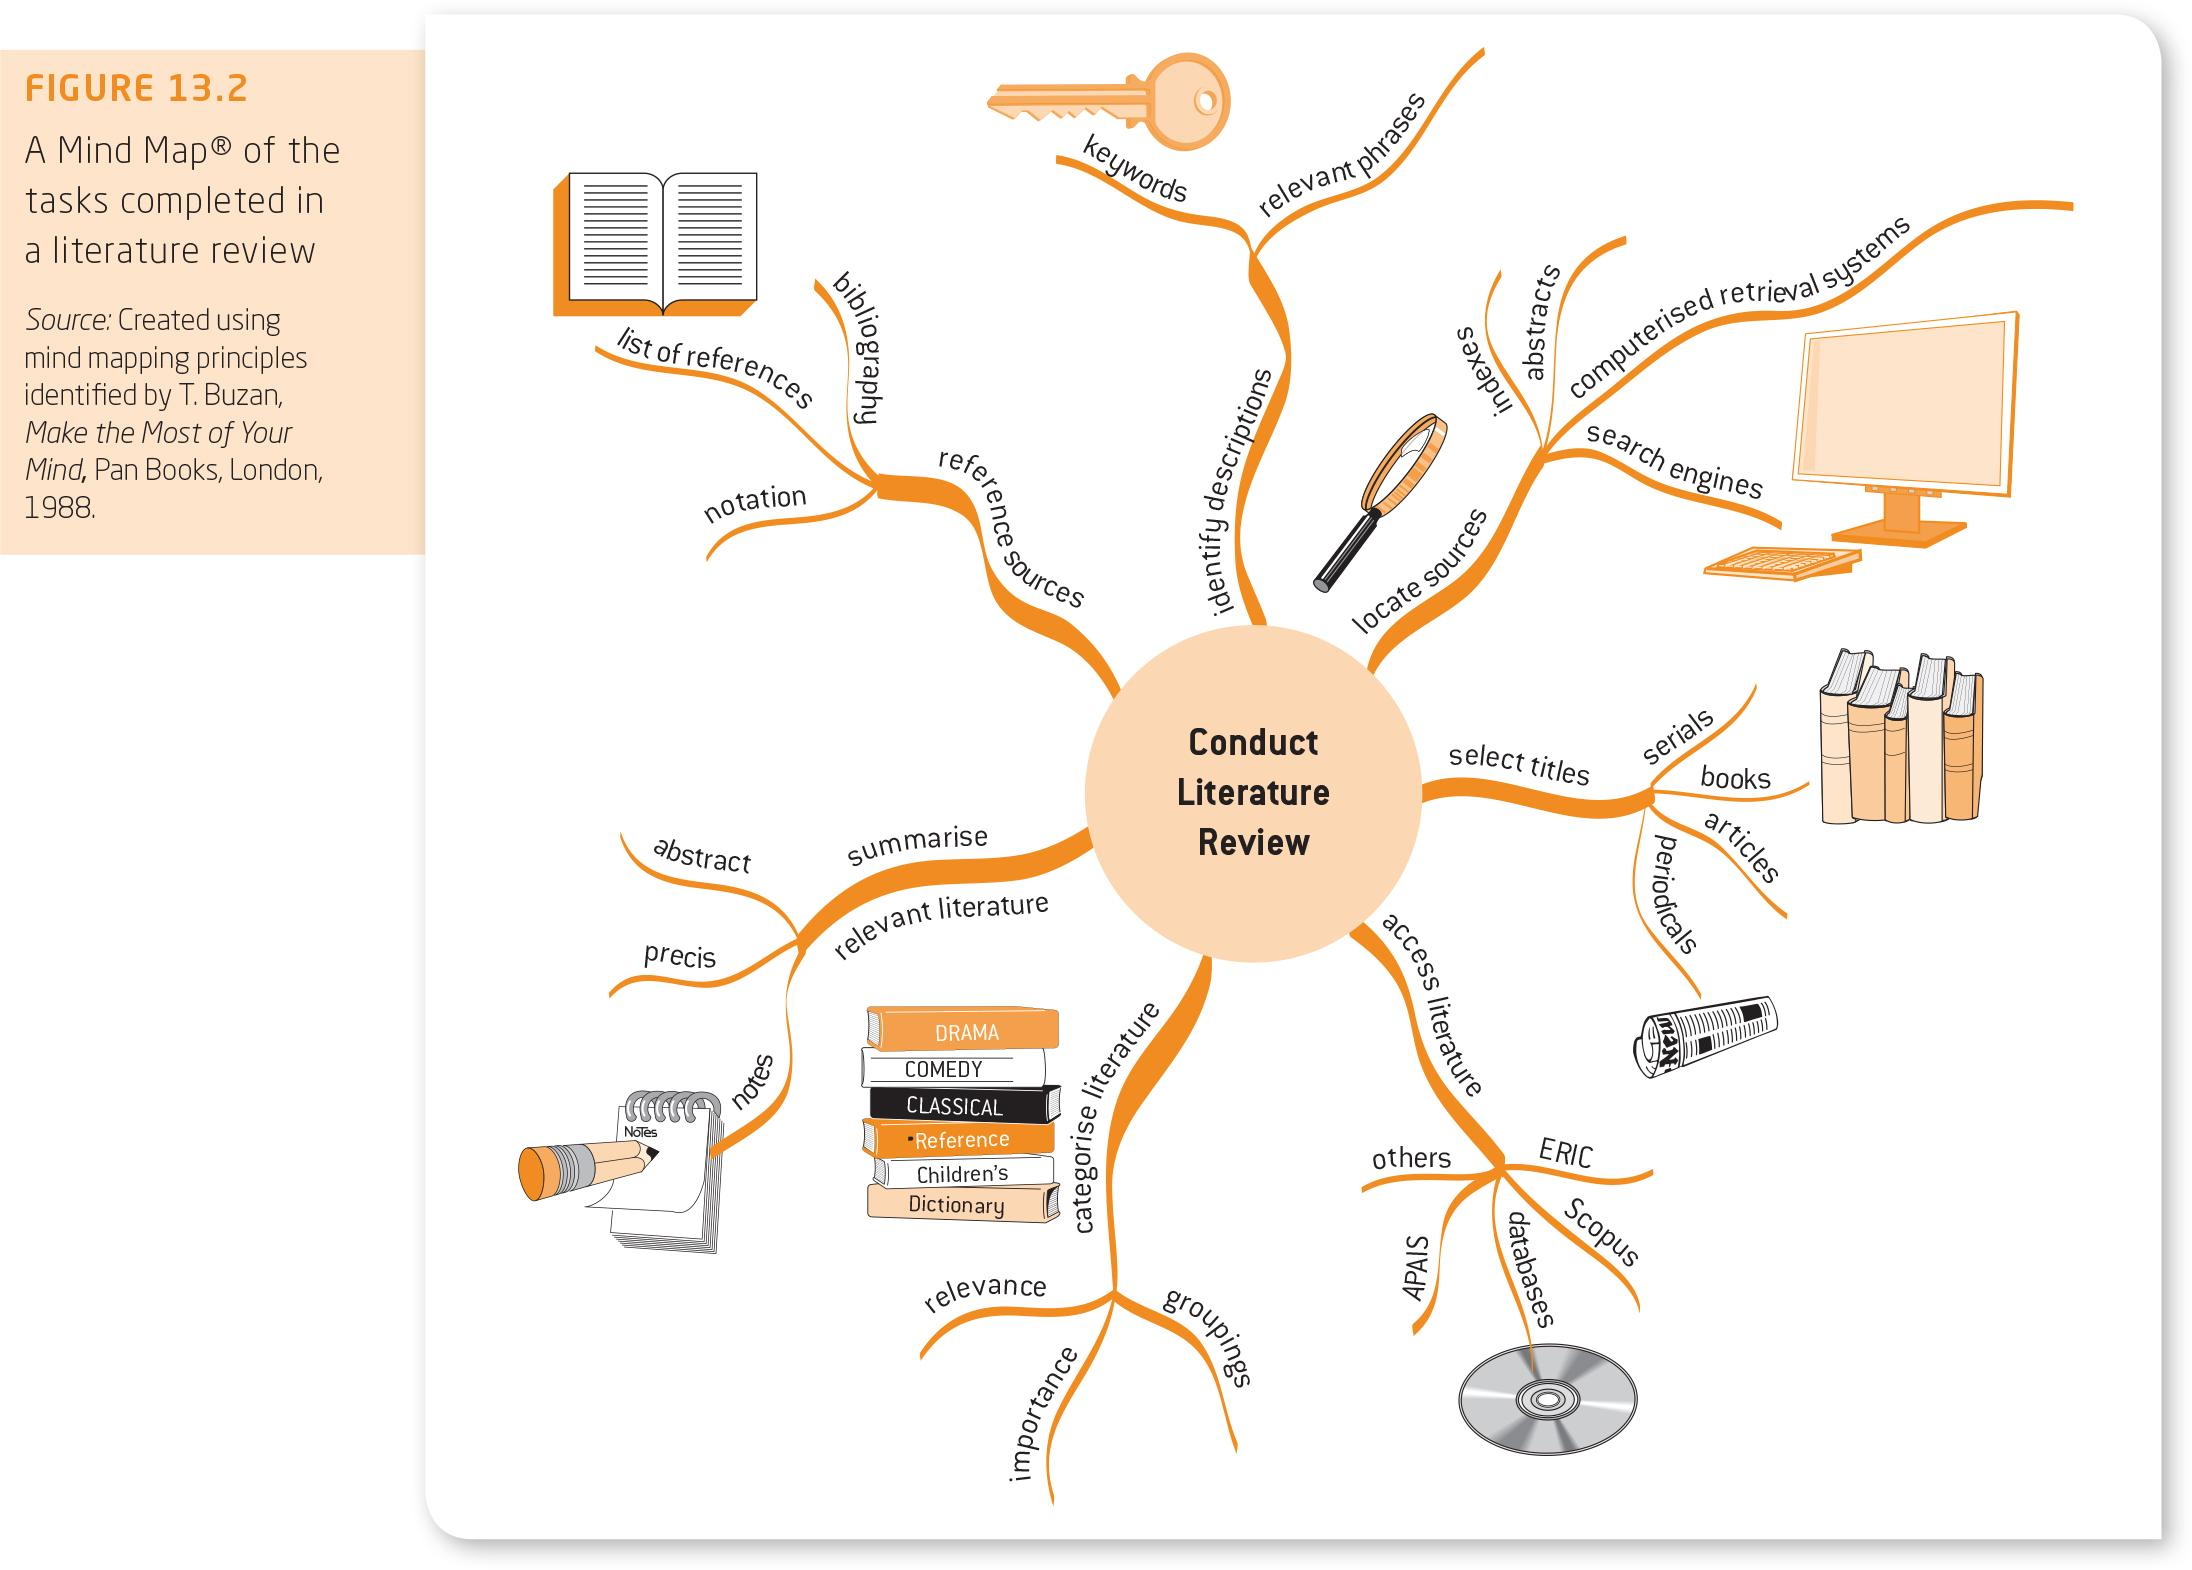 FIGURE 13.2
A Mind Map® of the
tasks completed in
a literature review
Source: Created using
mind mapping principles
identified by T. Buzan,
Make the Most of Your
Mind, Pan Books, London,
1988.
Conduct
Literature
Review
identify descriptions
keywords
relevant phrases
locate sources
indexes
abstracts
computerised retrieval systems
search engines
select titles
serials
books
articles
periodicals
access literature
ERIC
Scopus
databases
APAIS
others
categorise literature
groupings
importance
relevance
DRAMA
COMEDY
CLASSICAL
Reference
Children's
Dictionary
summarise
relevant literature
abstract
precis
notes
NoTes
reference sources
notation
list of references
bibliography